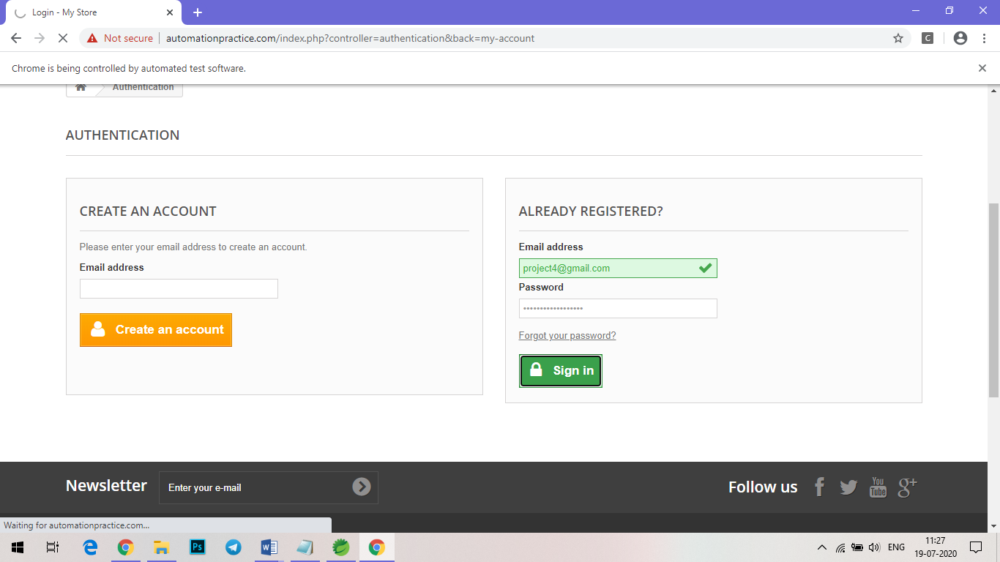 Login - My Store
Not secure
automationpractice.com/index.php?controller=authentication&back=my-account
C
Chrome is being controlled by automated test software.
Authentication
AUTHENTICATION
CREATE AN ACCOUNT
Please enter your email address to create an account.
Email address
Create an account
ALREADY REGISTERED?
Email address
project4@gmail.com
Password
Forgot your password?
Sign in
Newsletter
Enter your e-mail
Follow us
You
Tube
g+
Waiting for automationpractice.com...
Ps
W
ENG
11:27
19-07-2020